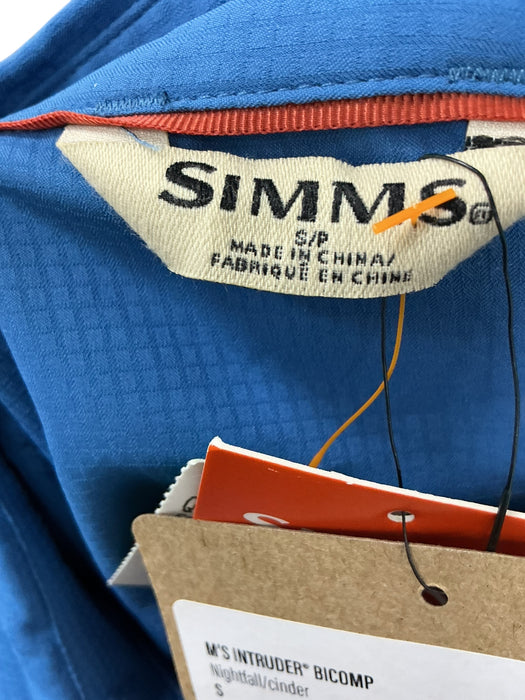 SIMMS
S/P
MADE IN CHINA/
FABRIQUÉ EN CHINE
M'S INTRUDER® BICOMP
Nightfall/cinder
S